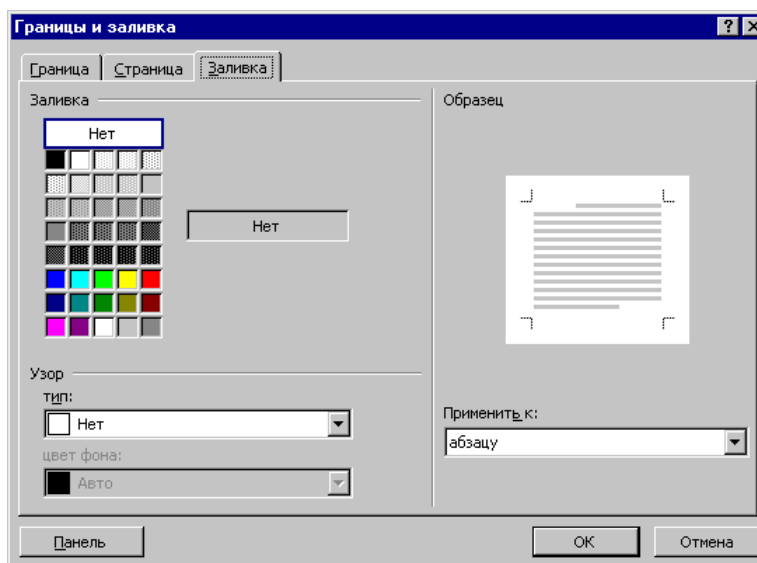 Границы и заливка
Граница
Страница
Заливка
Заливка
Нет
Нет
Образец
Узор
тип:
Нет
цвет фона:
Авто
Применить к:
абзацу
Панель
ОК
Отмена